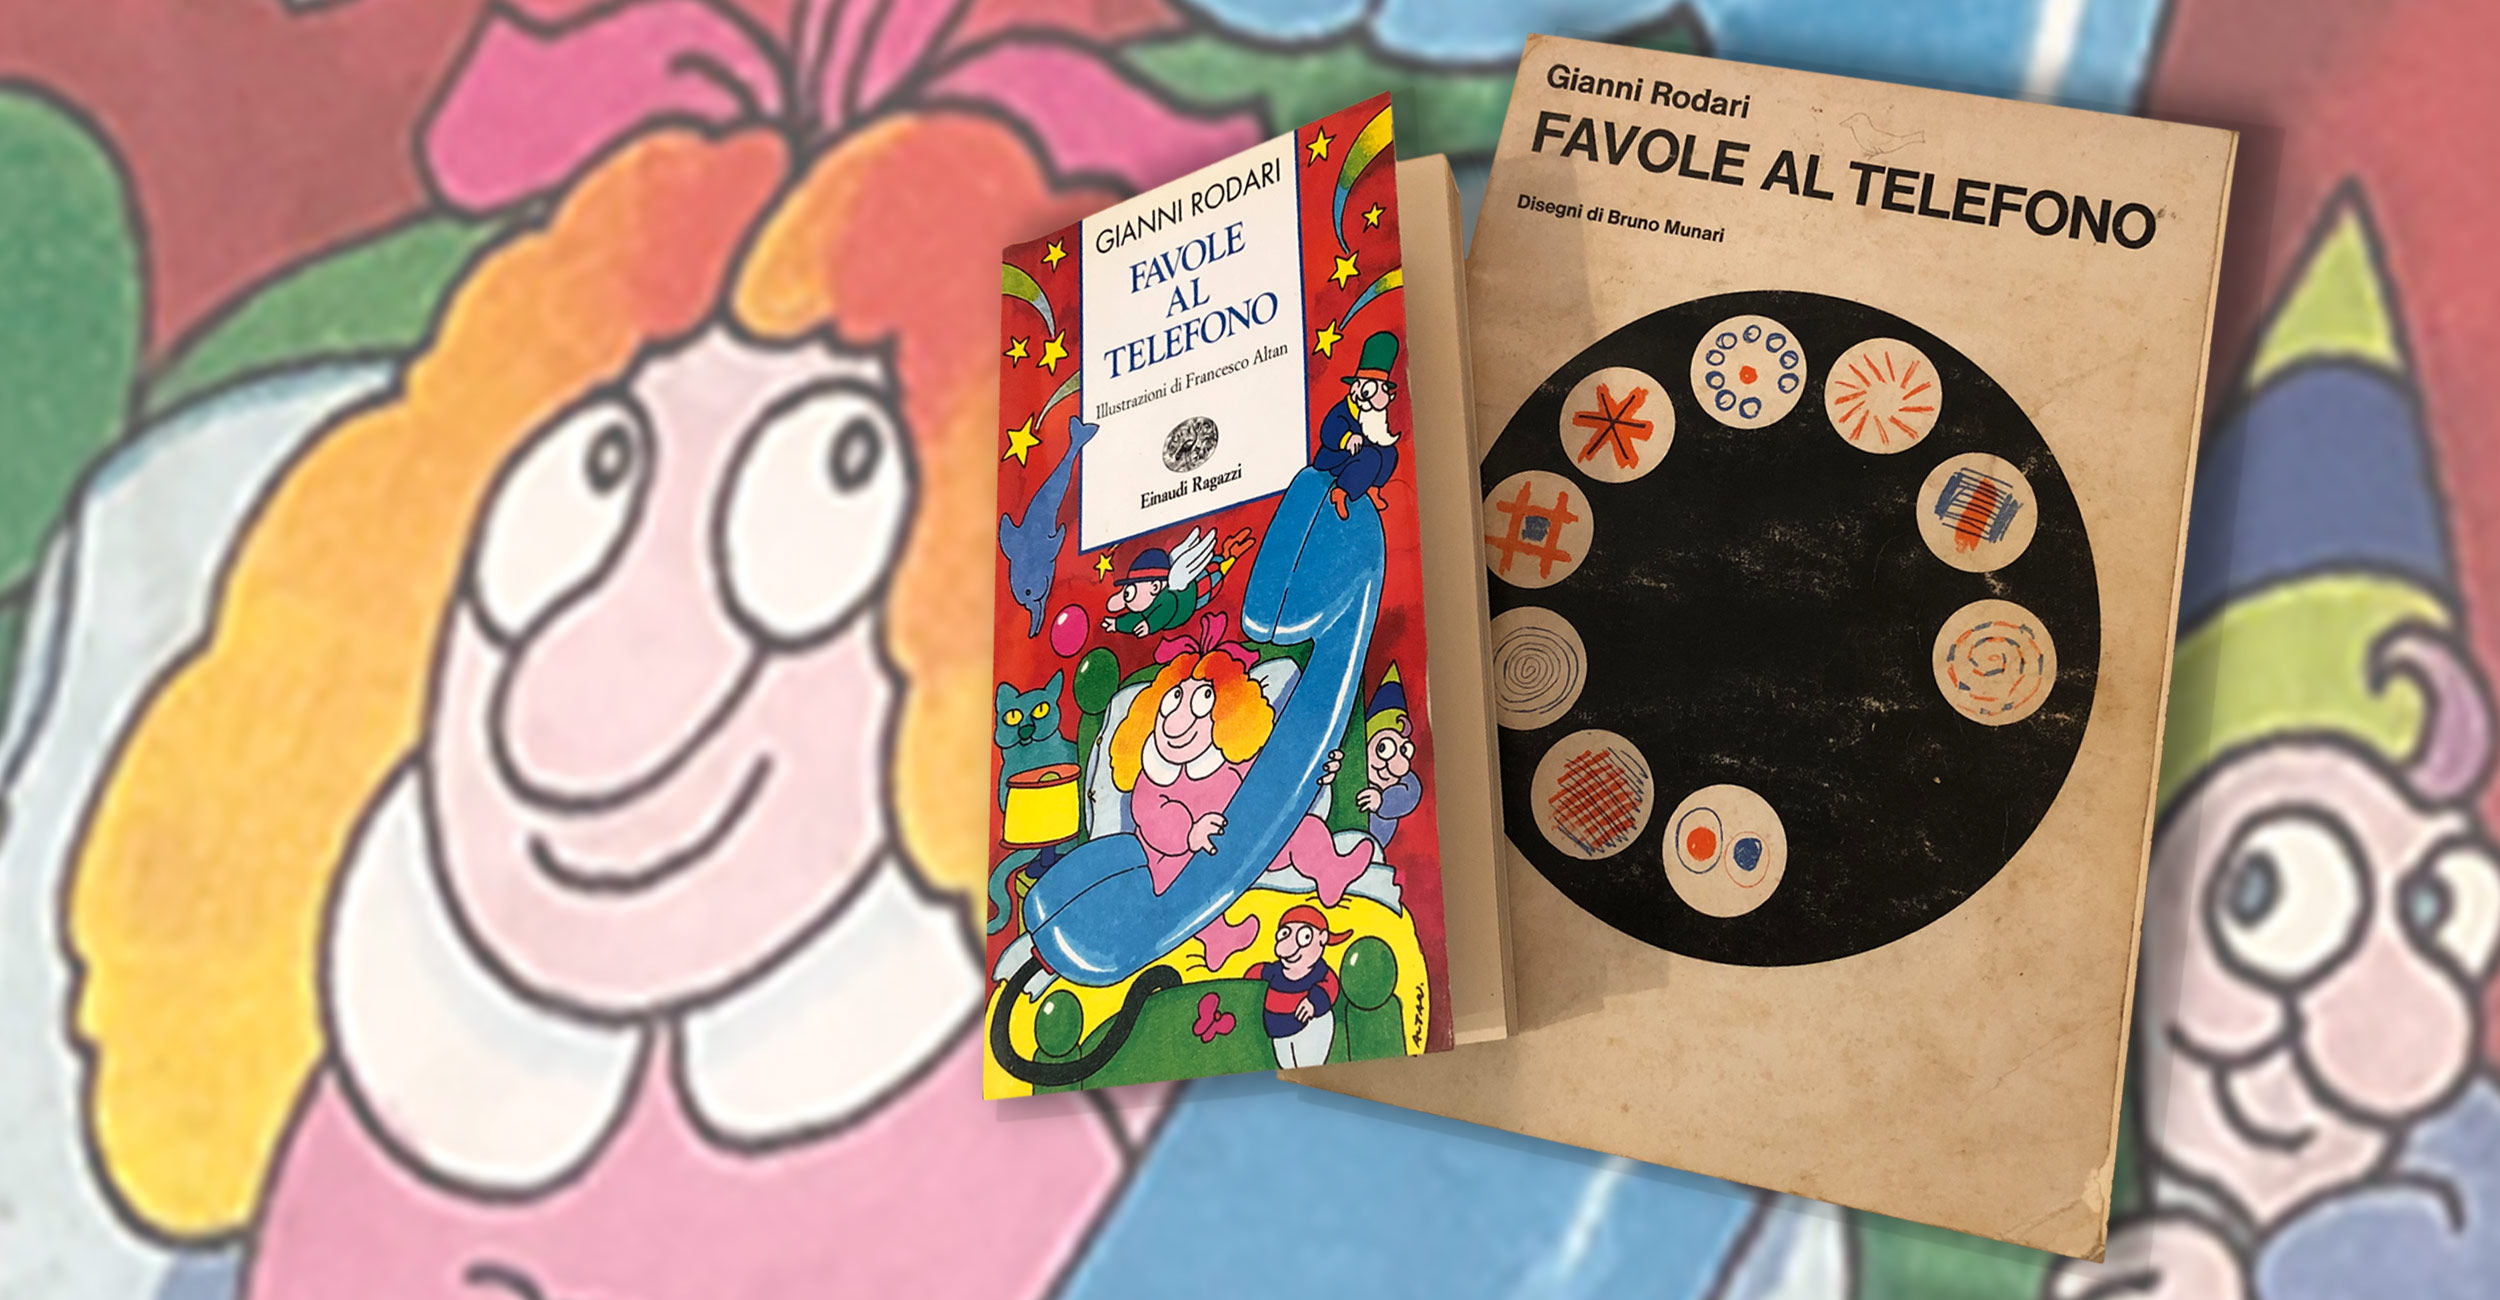 GIANNI RODARI
FAVOLE
AL
TELEFONO
Illustrazioni di Francesco Altan
Einaudi Ragazzi
ALTAN.
Gianni Rodari
FAVOLE AL TELEFONO
Disegni di Bruno Munari